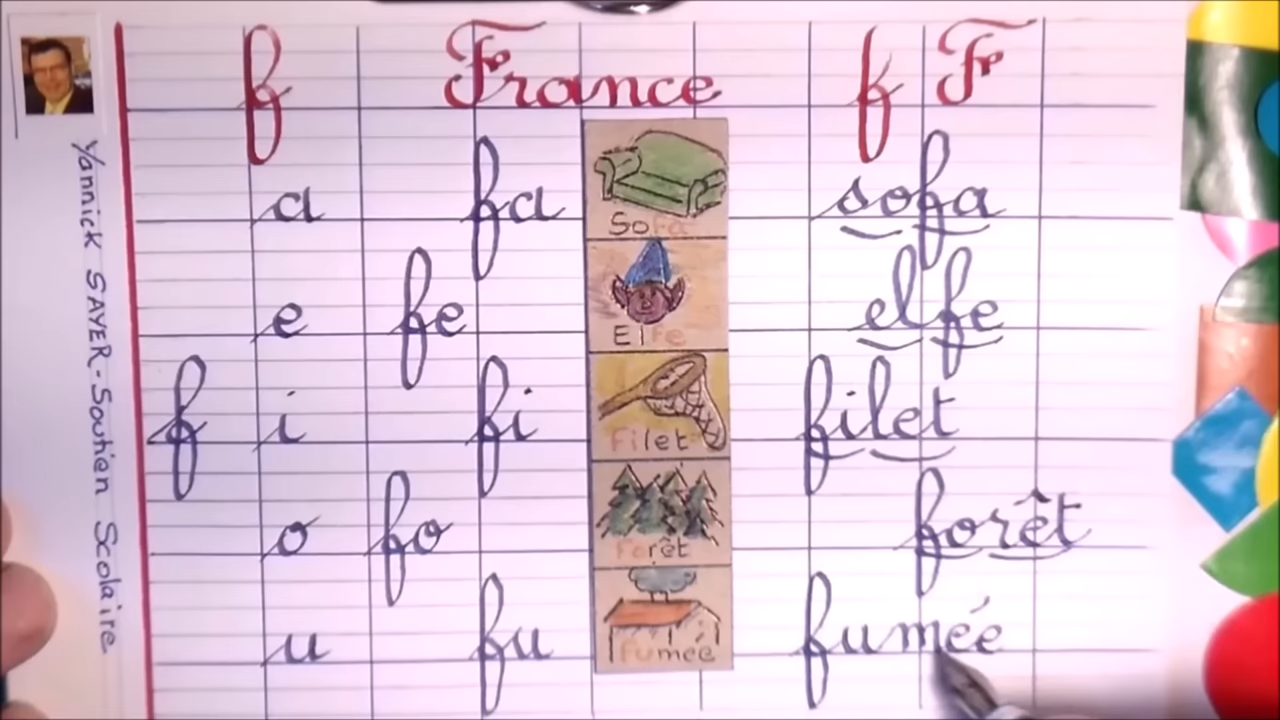 f France f F
a fa Sofa sofa
e fe Elfe elfe
f i fi Filet filet
o fo Forêt forêt
u fu fumée fumée
Yannick SAYER-Soutien Scolaire